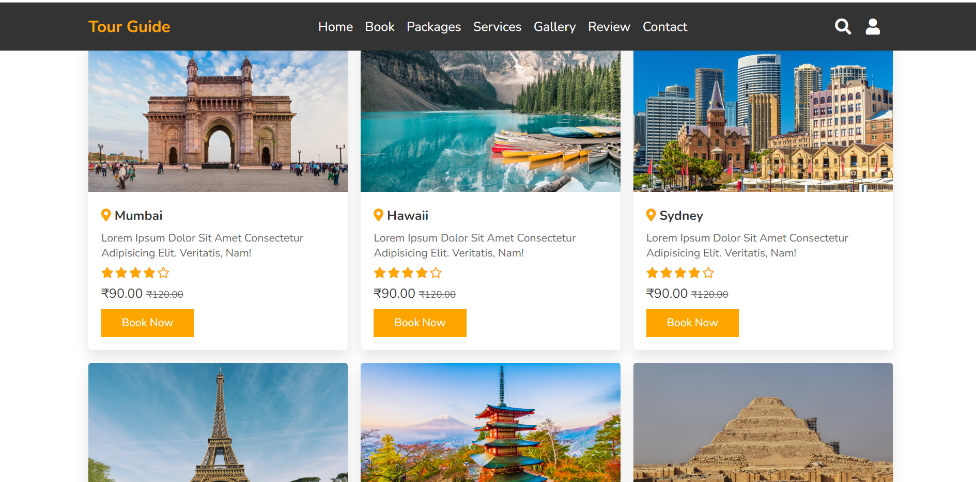 Tour Guide
Home Book Packages Services Gallery Review Contact
Mumbai
Lorem Ipsum Dolor Sit Amet Consectetur
Adipisicing Elit. Veritatis, Nam!
₹90.00 ₹120.00
Book Now
Hawaii
Lorem Ipsum Dolor Sit Amet Consectetur
Adipisicing Elit. Veritatis, Nam!
₹90.00 ₹120.00
Book Now
Sydney
Lorem Ipsum Dolor Sit Amet Consectetur
Adipisicing Elit. Veritatis, Nam!
₹90.00 ₹120.00
Book Now